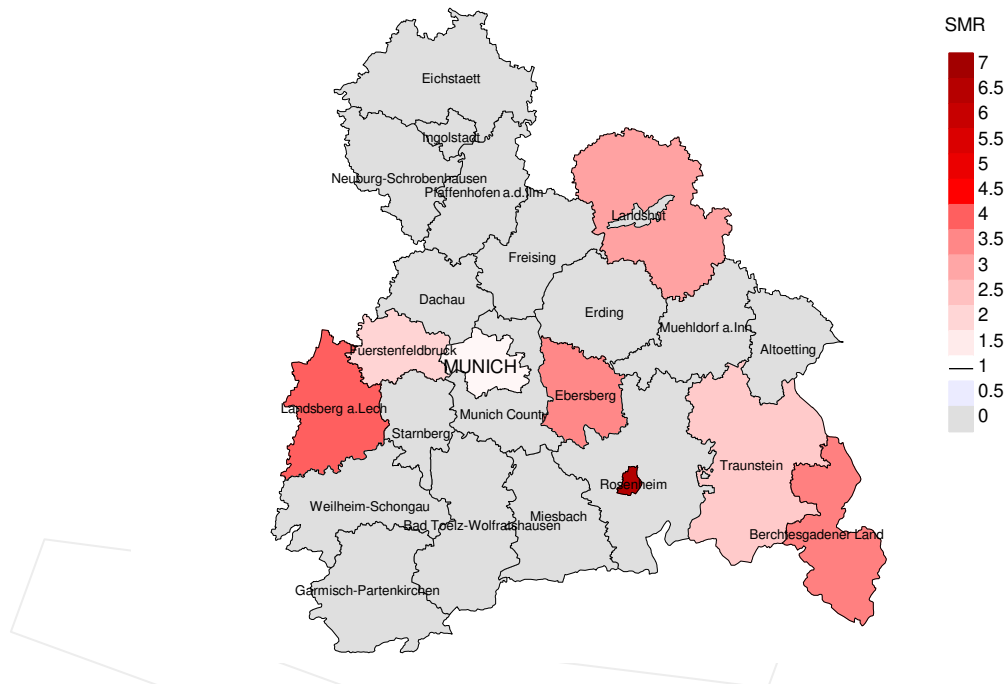 SMR
7
6.5
6
5.5
5
4.5
4
3.5
3
2.5
2
1.5
1
0.5
0
Eichstaett
Ingolstadt
Neuburg-Schrobenhausen
Pfaffenhofen a.d.Ilm
Landshut
Freising
Dachau
Erding
Muehldorf a.Inn
Altoetting
Fuerstenfeldbruck
MUNICH
Ebersberg
Landsberg a.Lech
Munich County
Starnberg
Traunstein
Rosenheim
Weilheim-Schongau
Miesbach
Bad Toelz-Wolfratshausen
Berchtesgadener Land
Garmisch-Partenkirchen